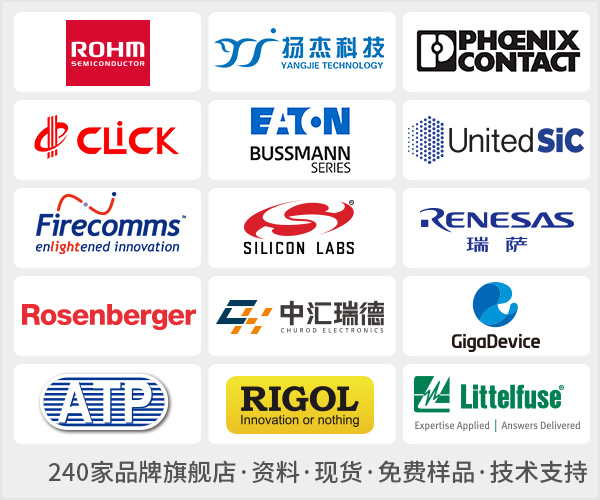 ROHM
SEMICONDUCTOR
扬杰科技
YANGJIE TECHNOLOGY
PHŒNIX
CONTACT
CLiCK
EATON
BUSSMANN
SERIES
UnitedSiC
Firecomms™
enlightened innovation
SILICON LABS
RENESAS
瑞萨
Rosenberger
中汇瑞德
CHUROD ELECTRONICS
GigaDevice
ATP
RIGOL
Innovation or nothing
Littelfuse®
Expertise Applied | Answers Delivered
240家品牌旗舰店·资料·现货·免费样品·技术支持